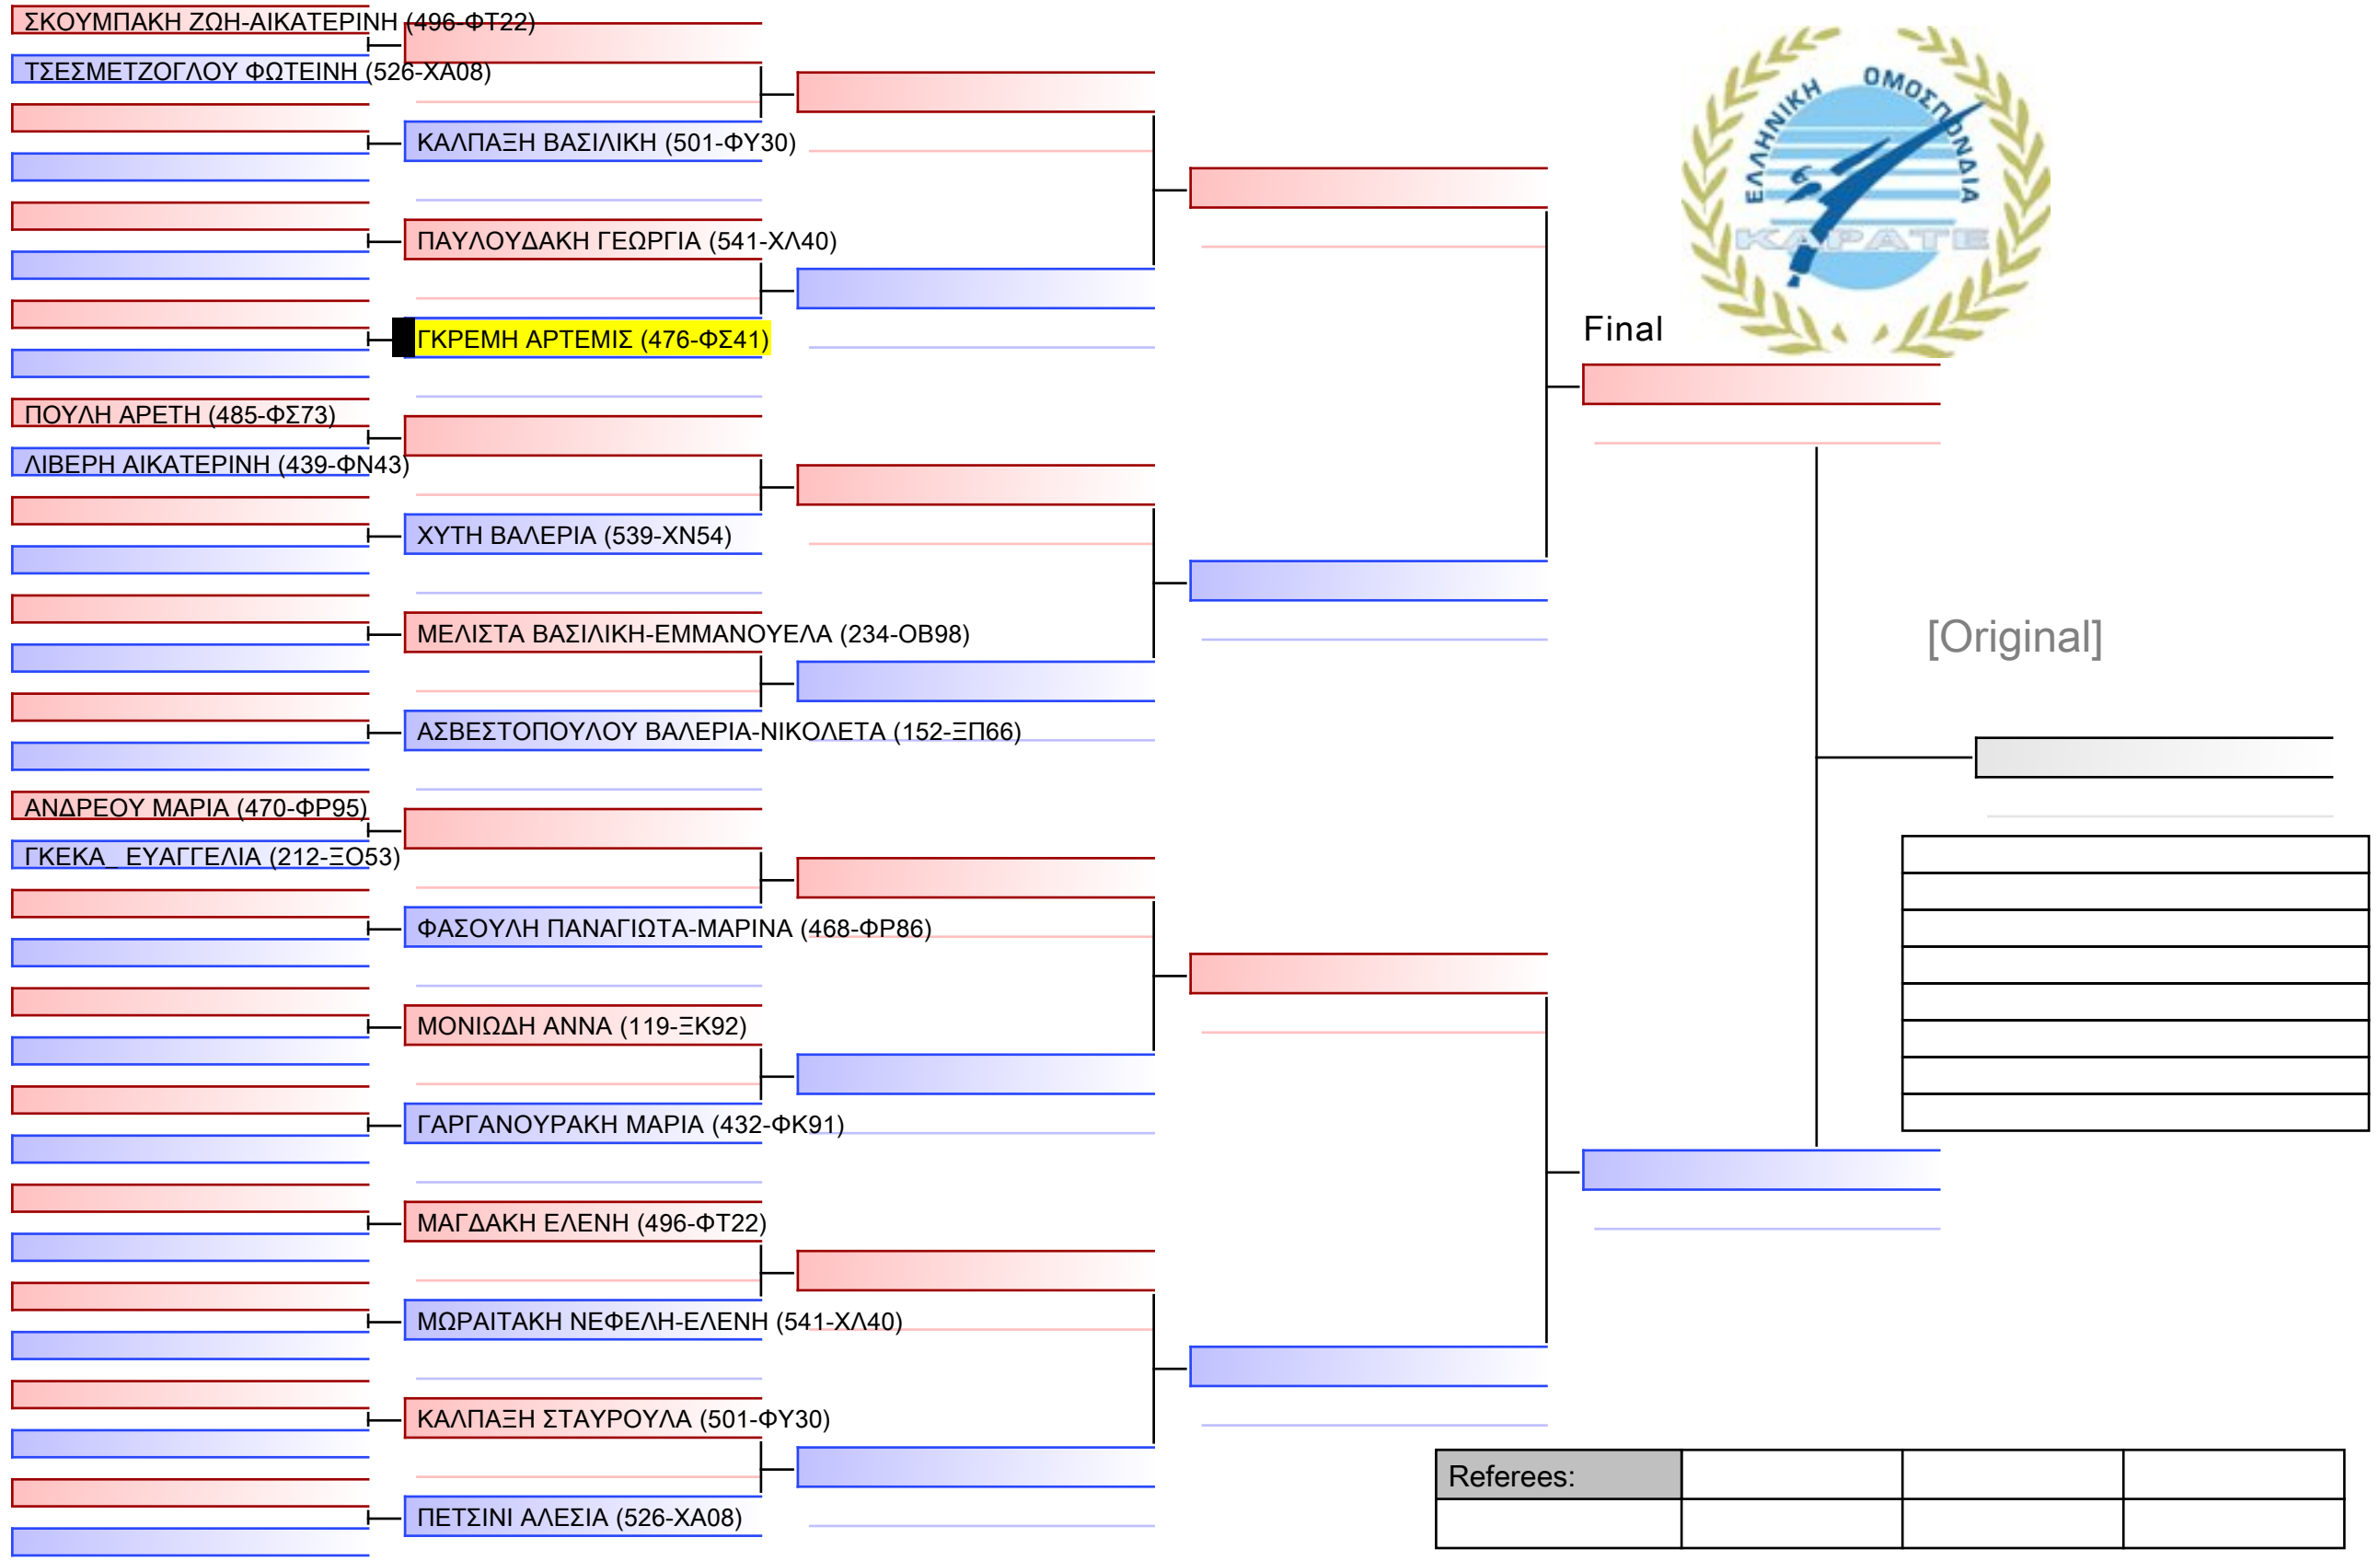 ΣΚΟΥΜΠΑΚΗ ΖΩΗ-ΑΙΚΑΤΕΡΙΝΗ (496-ΦΤ22)
ΤΣΕΣΜΕΤΖΟΓΛΟΥ ΦΩΤΕΙΝΗ (526-ΧΑ08)
ΚΑΛΠΑΞΗ ΒΑΣΙΛΙΚΗ (501-ΦΥ30)
ΠΑΥΛΟΥΔΑΚΗ ΓΕΩΡΓΙΑ (541-ΧΛ40)
ΓΚΡΕΜΗ ΑΡΤΕΜΙΣ (476-ΦΣ41)
ΠΟΥΛΗ ΑΡΕΤΗ (485-ΦΣ73)
ΛΙΒΕΡΗ ΑΙΚΑΤΕΡΙΝΗ (439-ΦΝ43)
ΧΥΤΗ ΒΑΛΕΡΙΑ (539-ΧΝ54)
ΜΕΛΙΣΤΑ ΒΑΣΙΛΙΚΗ-ΕΜΜΑΝΟΥΕΛΑ (234-ΟΒ98)
ΑΣΒΕΣΤΟΠΟΥΛΟΥ ΒΑΛΕΡΙΑ-ΝΙΚΟΛΕΤΑ (152-ΞΠ66)
ΑΝΔΡΕΟΥ ΜΑΡΙΑ (470-ΦΡ95)
ΓΚΕΚΑ_ ΕΥΑΓΓΕΛΙΑ (212-ΞΟ53)
ΦΑΣΟΥΛΗ ΠΑΝΑΓΙΩΤΑ-ΜΑΡΙΝΑ (468-ΦΡ86)
ΜΟΝΙΩΔΗ ΑΝΝΑ (119-ΞΚ92)
ΓΑΡΓΑΝΟΥΡΑΚΗ ΜΑΡΙΑ (432-ΦΚ91)
ΜΑΓΔΑΚΗ ΕΛΕΝΗ (496-ΦΤ22)
ΜΩΡΑΙΤΑΚΗ ΝΕΦΕΛΗ-ΕΛΕΝΗ (541-ΧΛ40)
ΚΑΛΠΑΞΗ ΣΤΑΥΡΟΥΛΑ (501-ΦΥ30)
ΠΕΤΣΙΝΙ ΑΛΕΣΙΑ (526-ΧΑ08)
ΕΛΛΗΝΙΚΗ ΟΜΟΣΠΟΝΔΙΑ
ΚΑΡΑΤΕ
Final
[Original]
Referees: